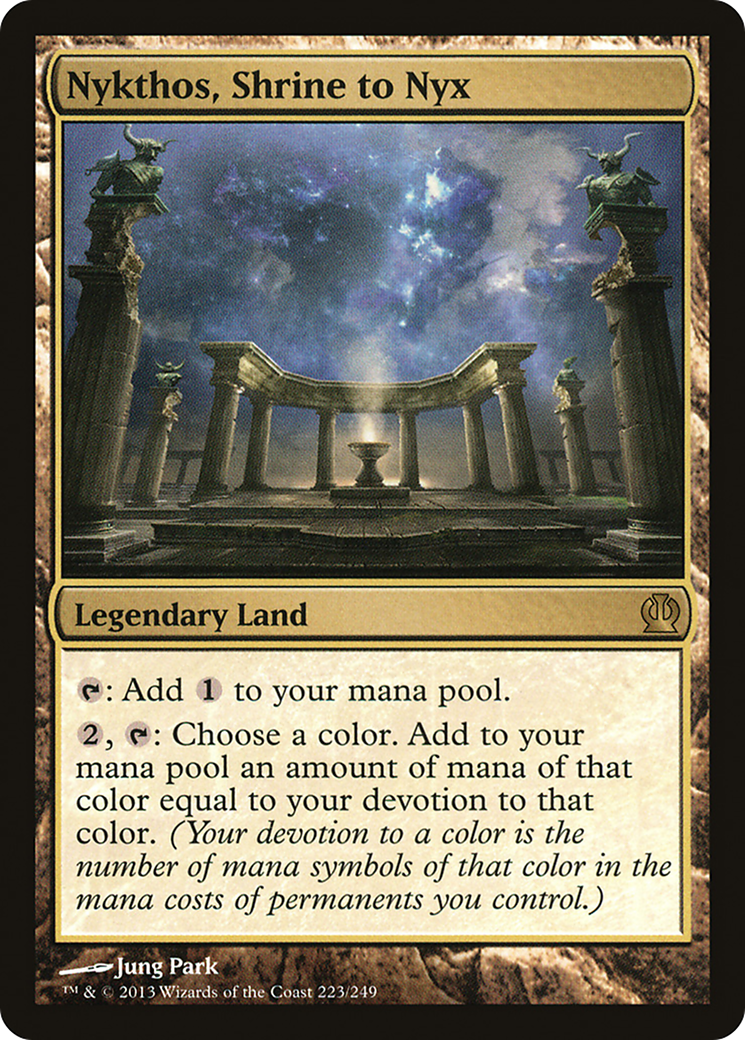 Nykthos, Shrine to Nyx
Legendary Land
: Add 1 to your mana pool.
2, : Choose a color. Add to your
mana pool an amount of mana of that
color equal to your devotion to that
color. (Your devotion to a color is the
number of mana symbols of that color in the
mana costs of permanents you control.)
Jung Park
™ & © 2013 Wizards of the Coast 223/249